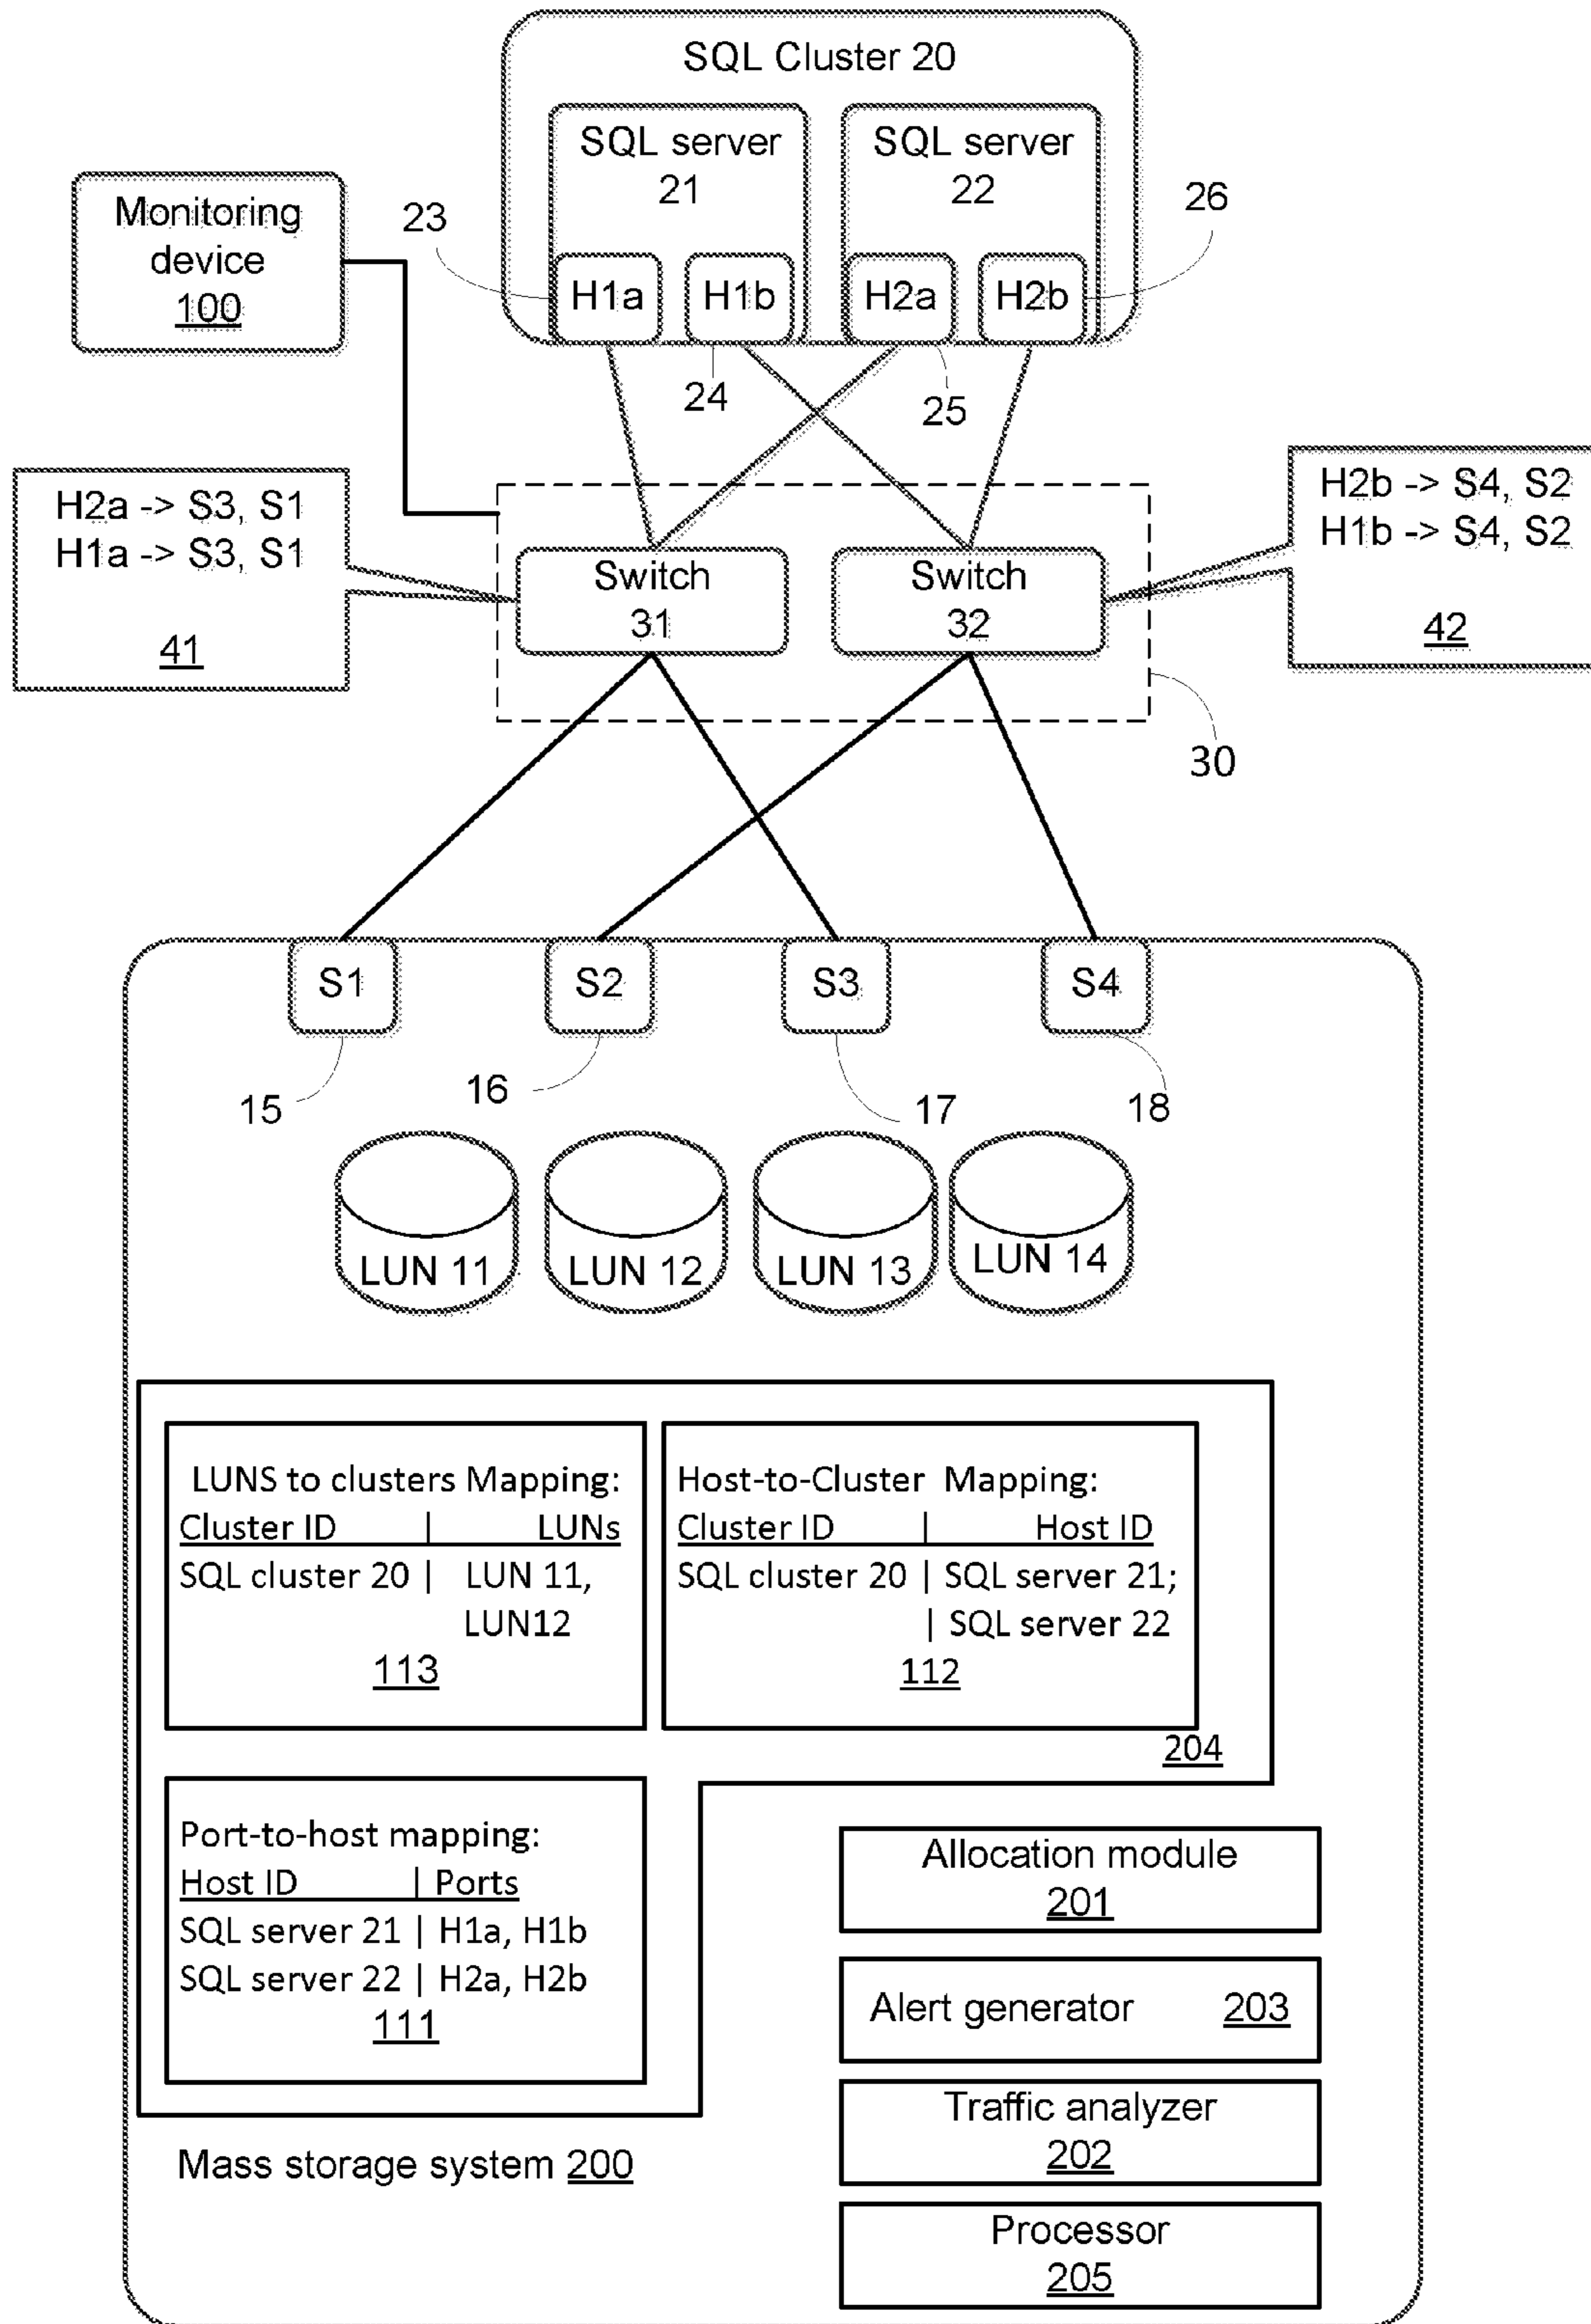 SQL Cluster 20
SQL server
21
SQL server
22
Monitoring
device
100
23
26
H1a
H1b
H2a
H2b
24
25
H2a -> S3, S1
H1a -> S3, S1
41
H2b -> S4, S2
H1b -> S4, S2
42
Switch
31
Switch
32
30
S1
S2
S3
S4
15
16
17
18
LUN 11
LUN 12
LUN 13
LUN 14
LUNS to clusters Mapping:
Cluster ID | LUNs
SQL cluster 20 | LUN 11,
LUN12
113
Host-to-Cluster Mapping:
Cluster ID | Host ID
SQL cluster 20 | SQL server 21;
| SQL server 22
112
204
Port-to-host mapping:
Host ID | Ports
SQL server 21 | H1a, H1b
SQL server 22 | H2a, H2b
111
Allocation module
201
Alert generator 203
Traffic analyzer
202
Mass storage system 200
Processor
205